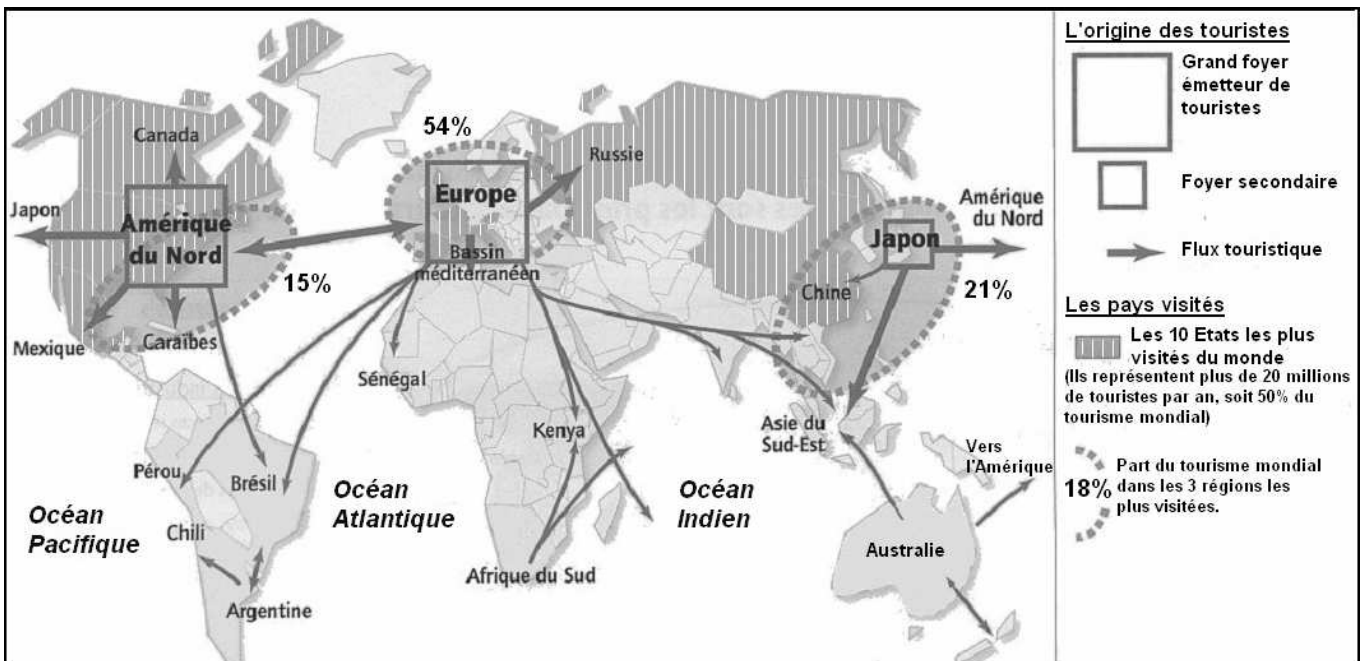 Canada
Japon
Amérique
du Nord
Mexique
Caraïbes
15%
54%
Europe
Bassin
méditerranéen
Russie
Japon
Chine
Amérique
du Nord
21%
Sénégal
Kenya
Asie du
Sud-Est
Vers
l'Amérique
Pérou
Brésil
Chili
Argentine
Océan
Pacifique
Océan
Atlantique
Océan
Indien
Afrique du Sud
Australie
L'origine des touristes
Grand foyer
émetteur de
touristes
Foyer secondaire
Flux touristique
Les pays visités
Les 10 Etats les plus
visités du monde
(Ils représentent plus de 20 millions
de touristes par an, soit 50% du
tourisme mondial)
18%
Part du tourisme mondial
dans les 3 régions les
plus visitées.